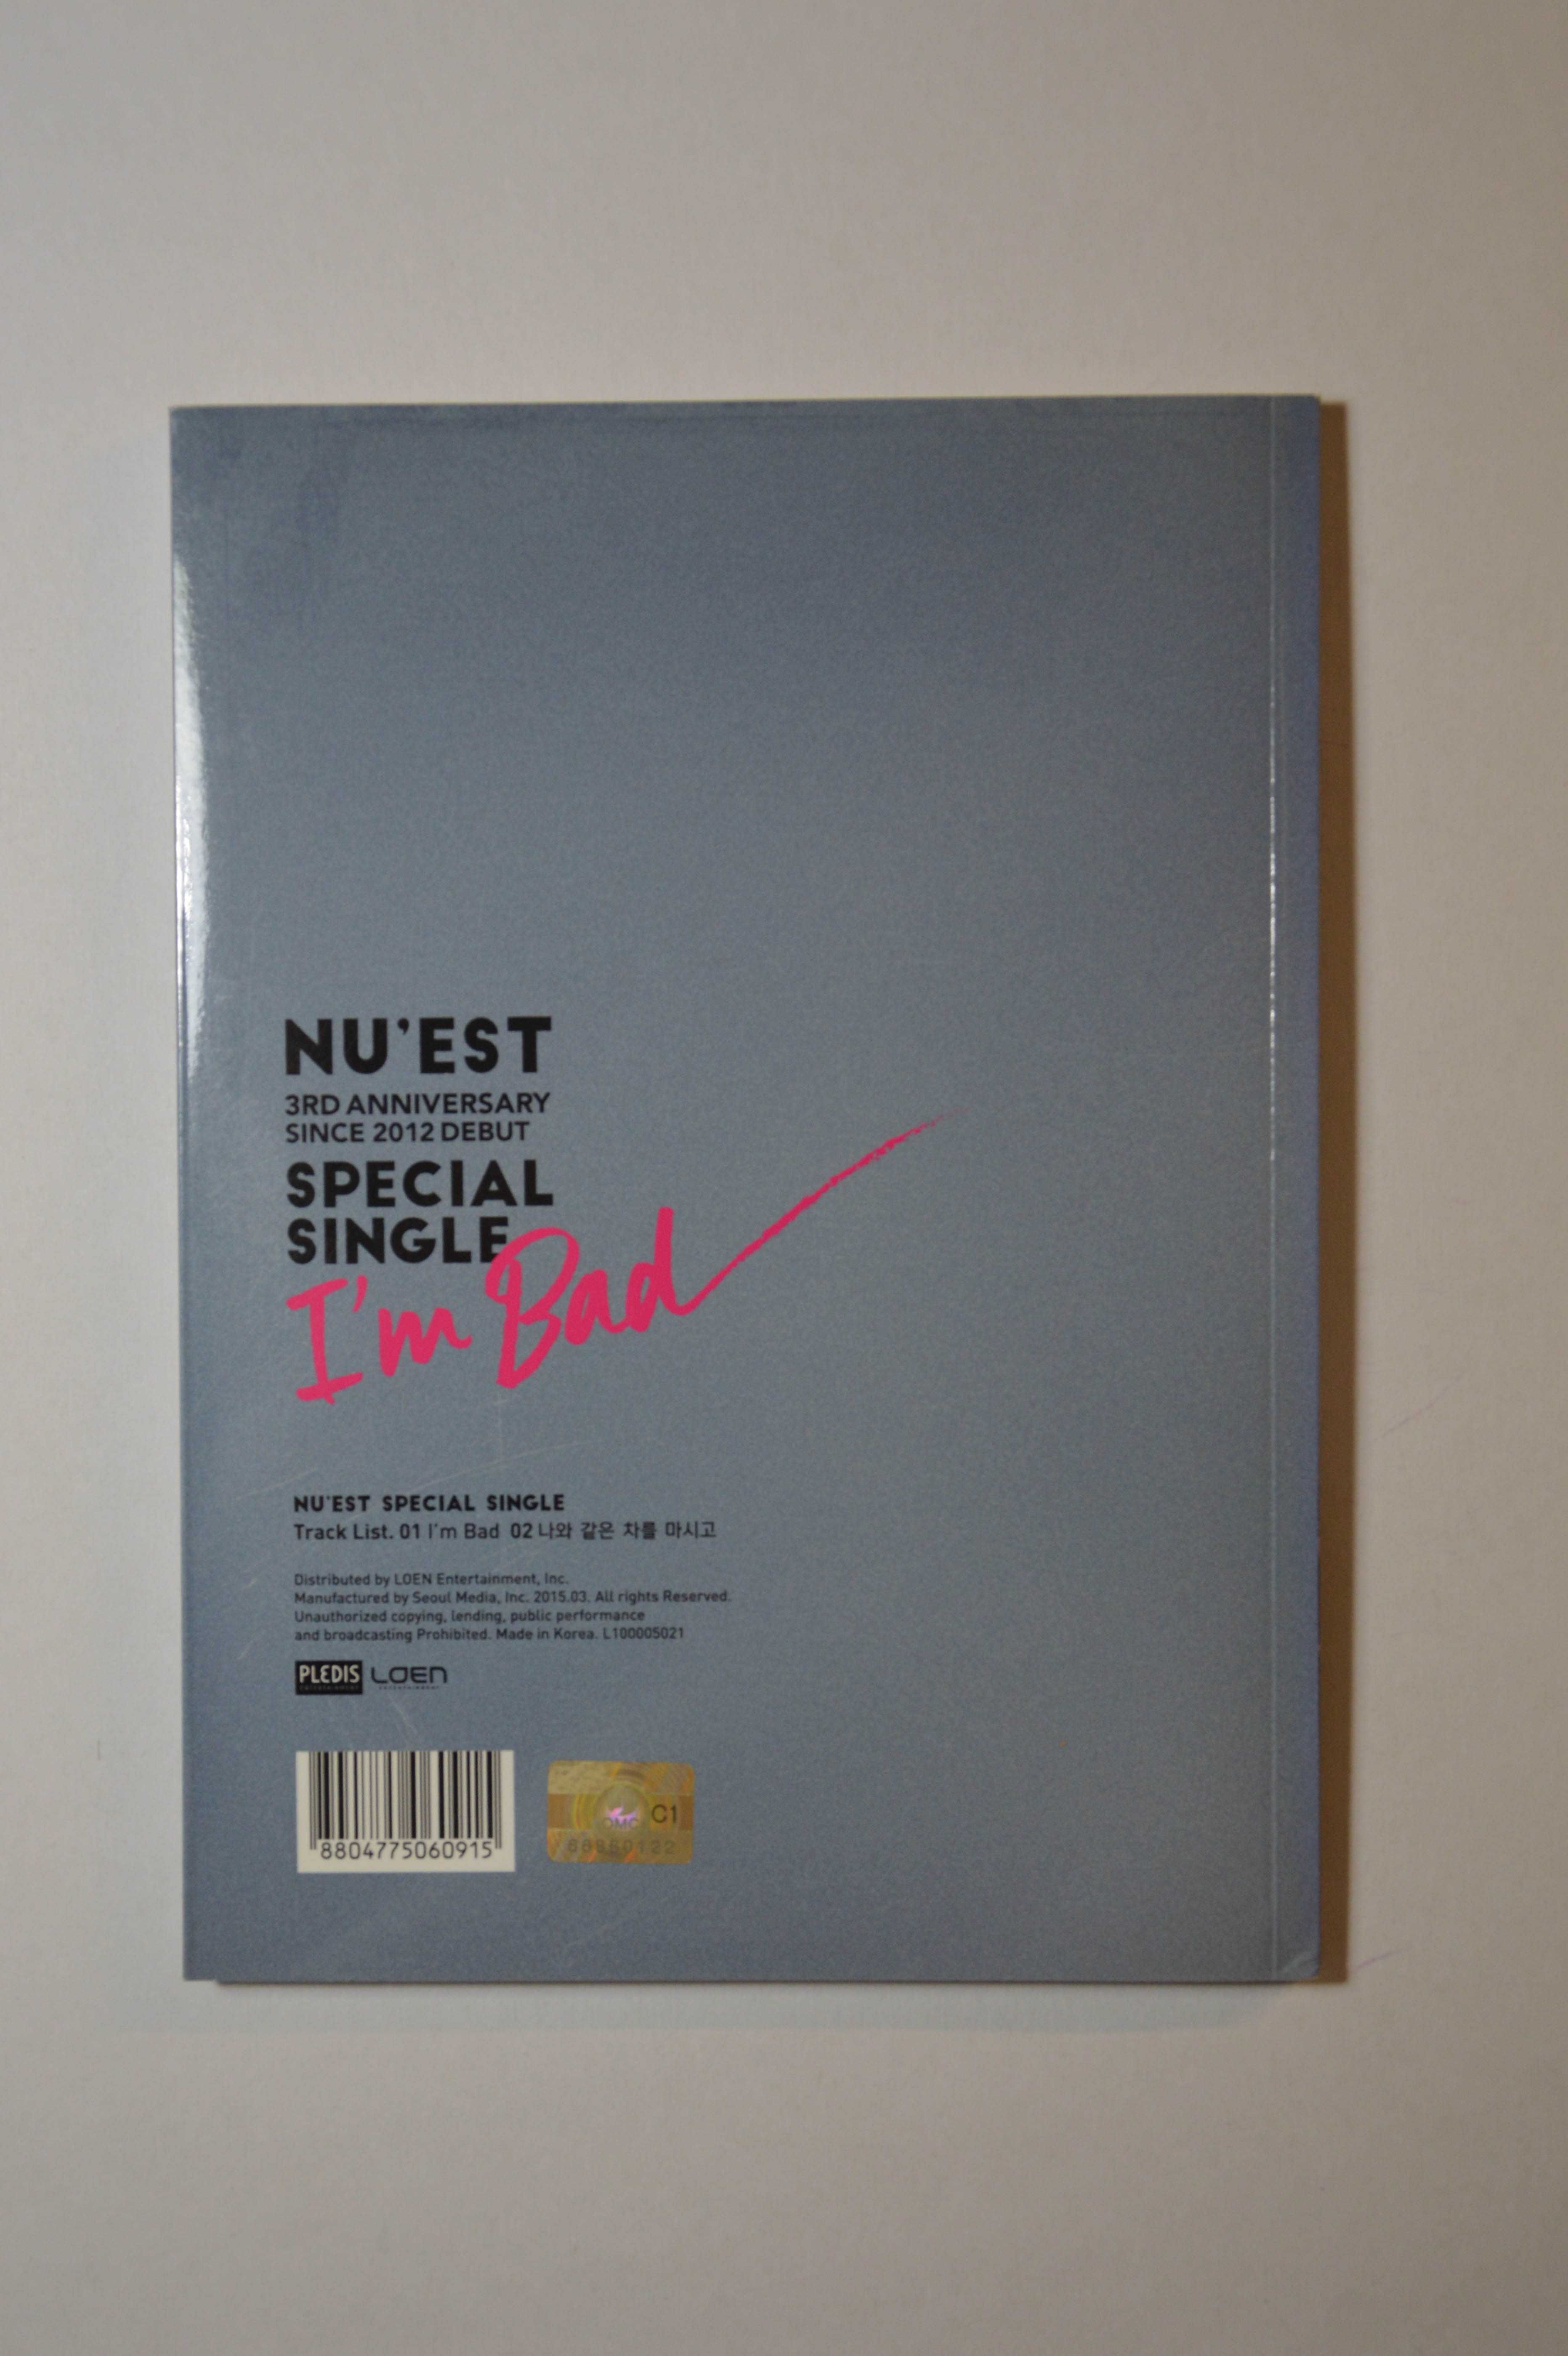 NU'EST
3RD ANNIVERSARY
SINCE 2012 DEBUT
SPECIAL
SINGLE
I'm Bad
NU'EST SPECIAL SINGLE
Track List. 01 I'm Bad 02 나와 같은 차를 마시고
Distributed by LOEN Entertainment, Inc.
Manufactured by Seoul Media, Inc. 2015.03. All rights Reserved.
Unauthorized copying, lending, public performance
and broadcasting Prohibited. Made in Korea. L100005021
PLEDIS LOEN
ENTERTAINMENT ENTERTAINMENT
C1
8804775060915